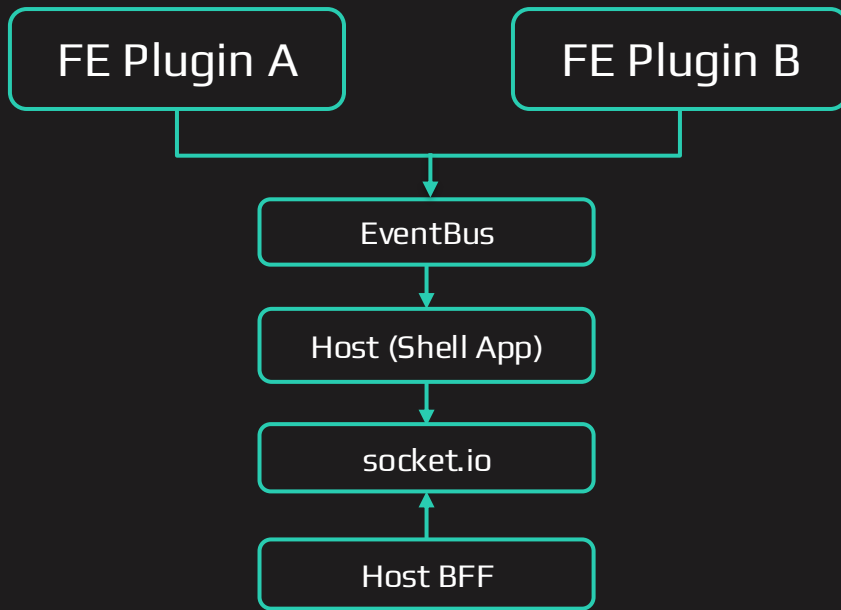 FE Plugin A
FE Plugin B
EventBus
Host (Shell App)
socket.io
Host BFF